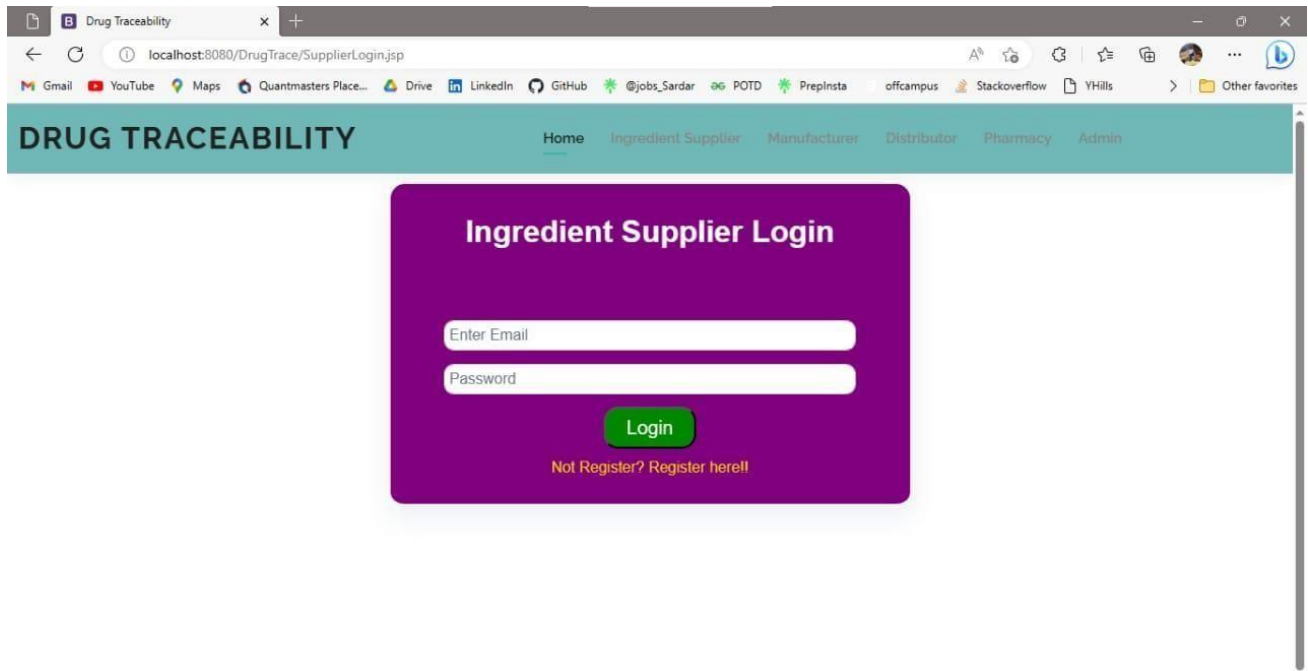 B Drug Traceability
localhost:8080/DrugTrace/SupplierLogin.jsp
Gmail YouTube Maps Quantmasters Place... Drive LinkedIn GitHub @jobs_Sardar POTD PrepInsta offcampus Stackoverflow YHills Other favorites
DRUG TRACEABILITY Home Ingredient Supplier Manufacturer Distributor Pharmacy Admin
Ingredient Supplier Login
Enter Email
Password
Login
Not Register? Register here!!